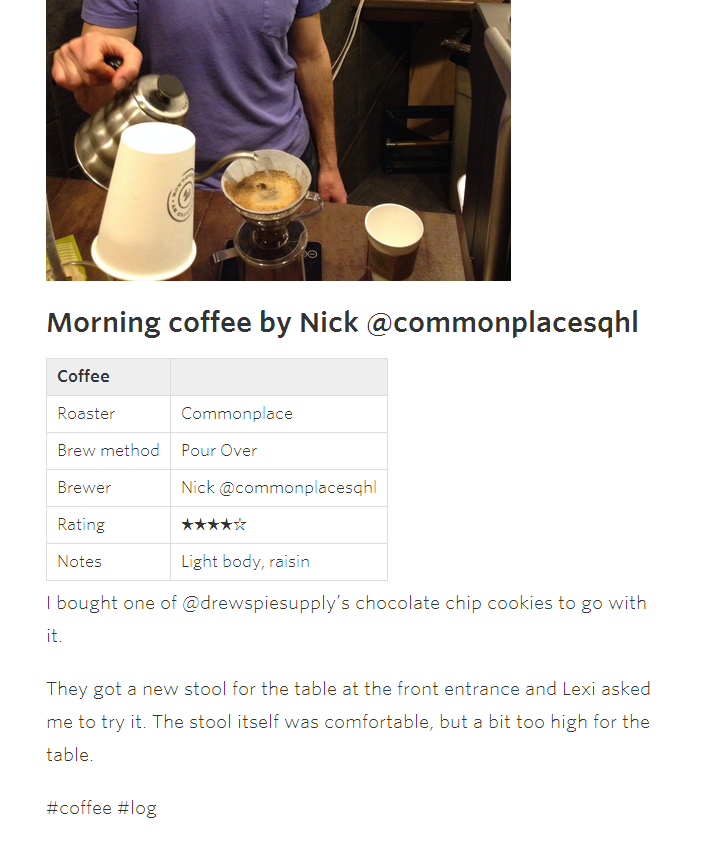 Morning coffee by Nick @commonplacesqhl
Coffee
Roaster Commonplace
Brew method Pour Over
Brewer Nick @commonplacesqhl
Rating ★★★★☆
Notes Light body, raisin
I bought one of @drewspiesupply’s chocolate chip cookies to go with
it.
They got a new stool for the table at the front entrance and Lexi asked
me to try it. The stool itself was comfortable, but a bit too high for the
table.
#coffee #log